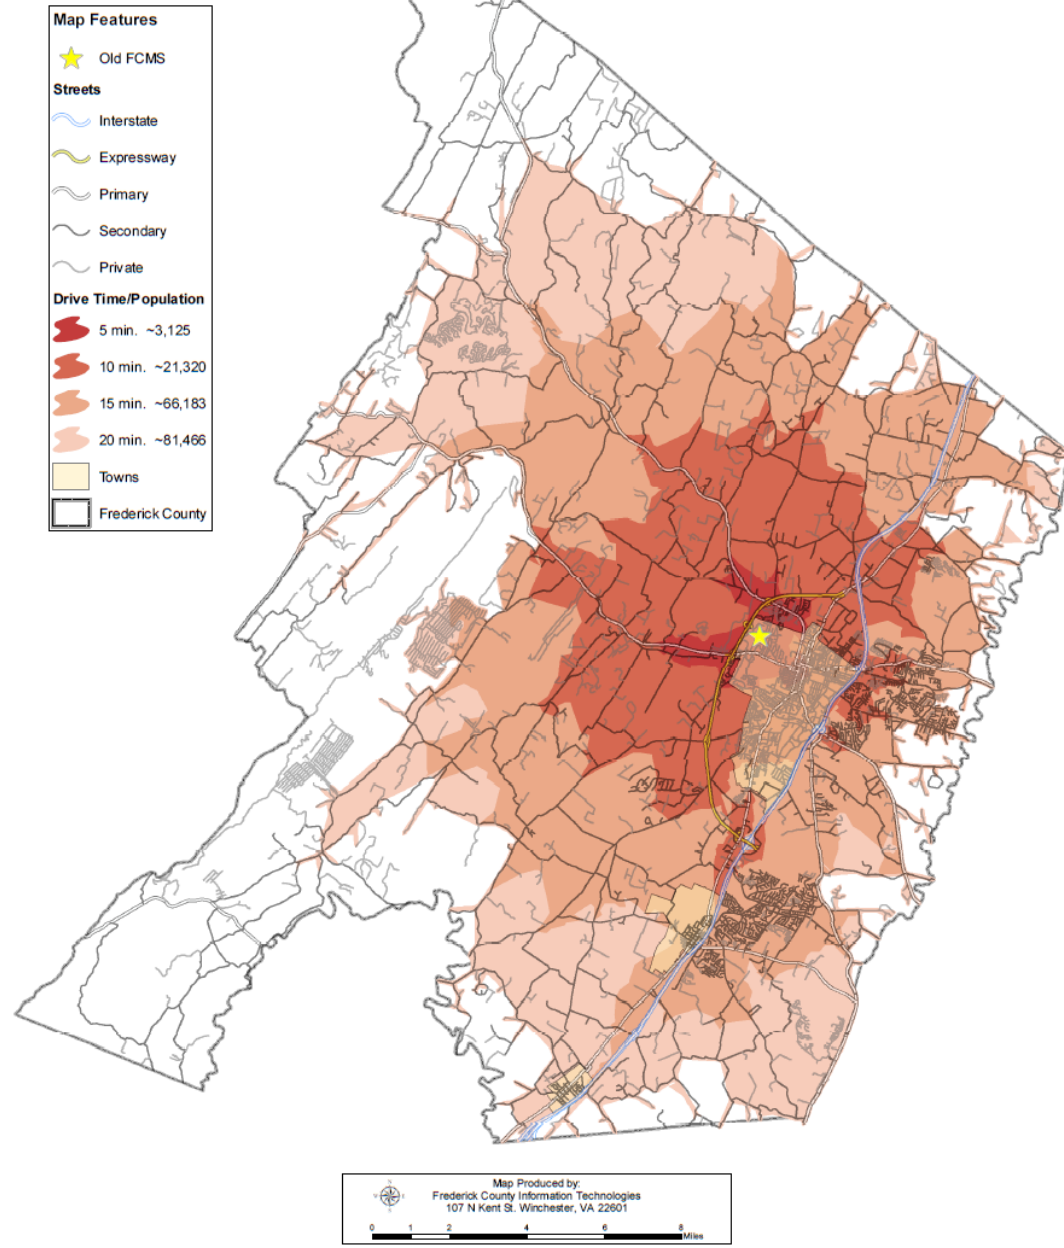 Map Features
Old FCMS
Streets
Interstate
Expressway
Primary
Secondary
Private
Drive Time/Population
5 min. ~3,125
10 min. ~21,320
15 min. ~66,183
20 min. ~81,466
Towns
Frederick County
Map Produced by:
Frederick County Information Technologies
107 N Kent St. Winchester, VA 22601
0 1 2 4 6 8
Miles